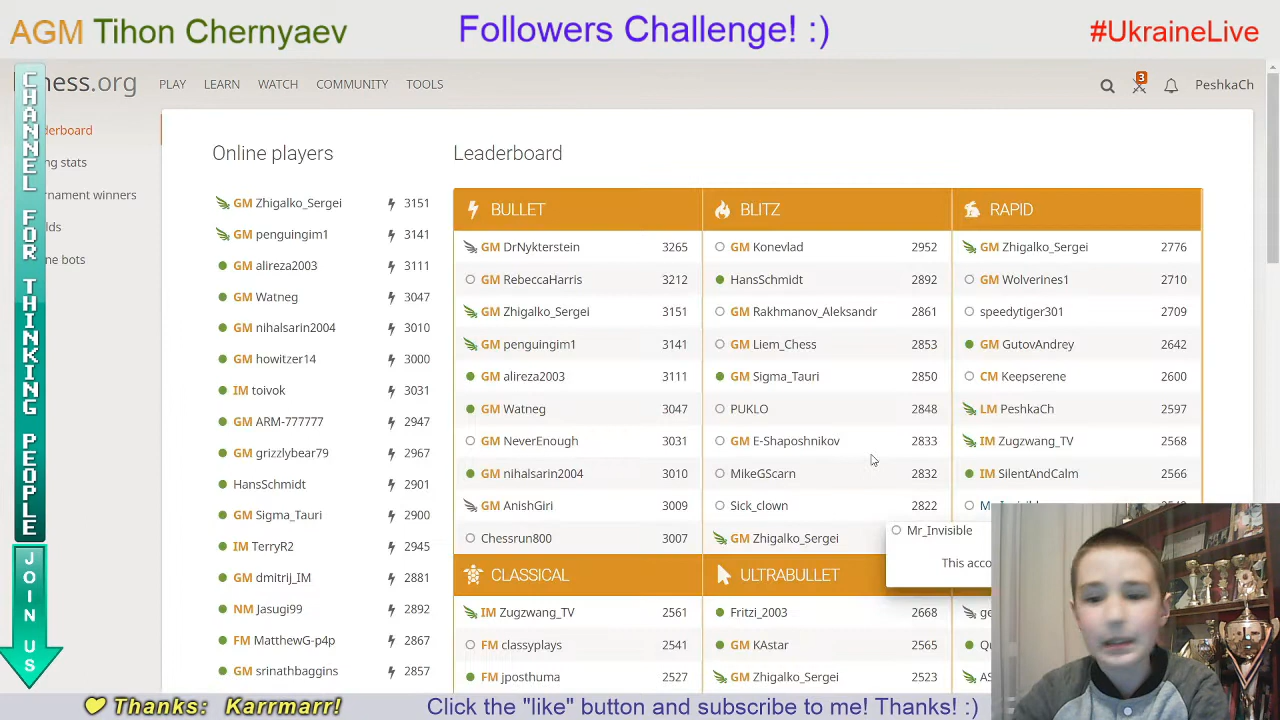 AGM Tihon Chernyaev
Followers Challenge! :)
#UkraineLive
CHANNEL FOR THINKING PEOPLE
JOIN US
hess.org
PLAY LEARN WATCH COMMUNITY TOOLS
3
PeshkaCh
derboard
ng stats
nament winners
lds
ne bots
Online players
GM Zhigalko_Sergei 3151
GM penguingim1 3141
GM alireza2003 3111
GM Watneg 3047
GM nihalsarin2004 3010
GM howitzer14 3000
IM toivok 3031
GM ARM-777777 2947
GM grizzlybear79 2967
HansSchmidt 2901
GM Sigma_Tauri 2900
IM TerryR2 2945
GM dmitrij_IM 2881
NM Jasugi99 2892
FM MatthewG-p4p 2867
GM srinathbaggins 2857
Leaderboard
BULLET
GM DrNykterstein 3265
GM RebeccaHarris 3212
GM Zhigalko_Sergei 3151
GM penguingim1 3141
GM alireza2003 3111
GM Watneg 3047
GM NeverEnough 3031
GM nihalsarin2004 3010
GM AnishGiri 3009
Chessrun800 3007
BLITZ
GM Konevlad 2952
HansSchmidt 2892
GM Rakhmanov_Aleksandr 2861
GM Liem_Chess 2853
GM Sigma_Tauri 2850
PUKLO 2848
GM E-Shaposhnikov 2833
MikeGScarn 2832
Sick_clown 2822
GM Zhigalko_Sergei
RAPID
GM Zhigalko_Sergei 2776
GM Wolverines1 2710
speedytiger301 2709
GM GutovAndrey 2642
CM Keepserene 2600
LM PeshkaCh 2597
IM Zugzwang_TV 2568
IM SilentAndCalm 2566
Mr_Invisible
This acco
CLASSICAL
IM Zugzwang_TV 2561
FM classyplays 2541
FM jposthuma 2527
ULTRABULLET
Fritzi_2003 2668
GM KAstar 2565
GM Zhigalko_Sergei 2523
ge
Qu
AS
Thanks: Karrmarr!
Click the "like" button and subscribe to me! Thanks! :)